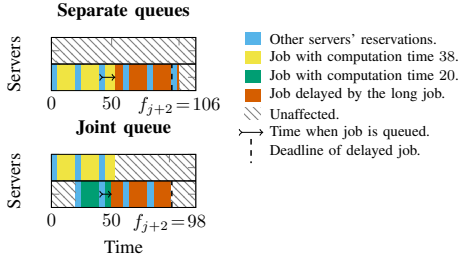 Separate queues
Servers
0 50 f_{j+2} = 106
Joint queue
Servers
0 50 f_{j+2} = 98
Time
Other servers' reservations.
Job with computation time 38.
Job with computation time 20.
Job delayed by the long job.
Unaffected.
Time when job is queued.
Deadline of delayed job.